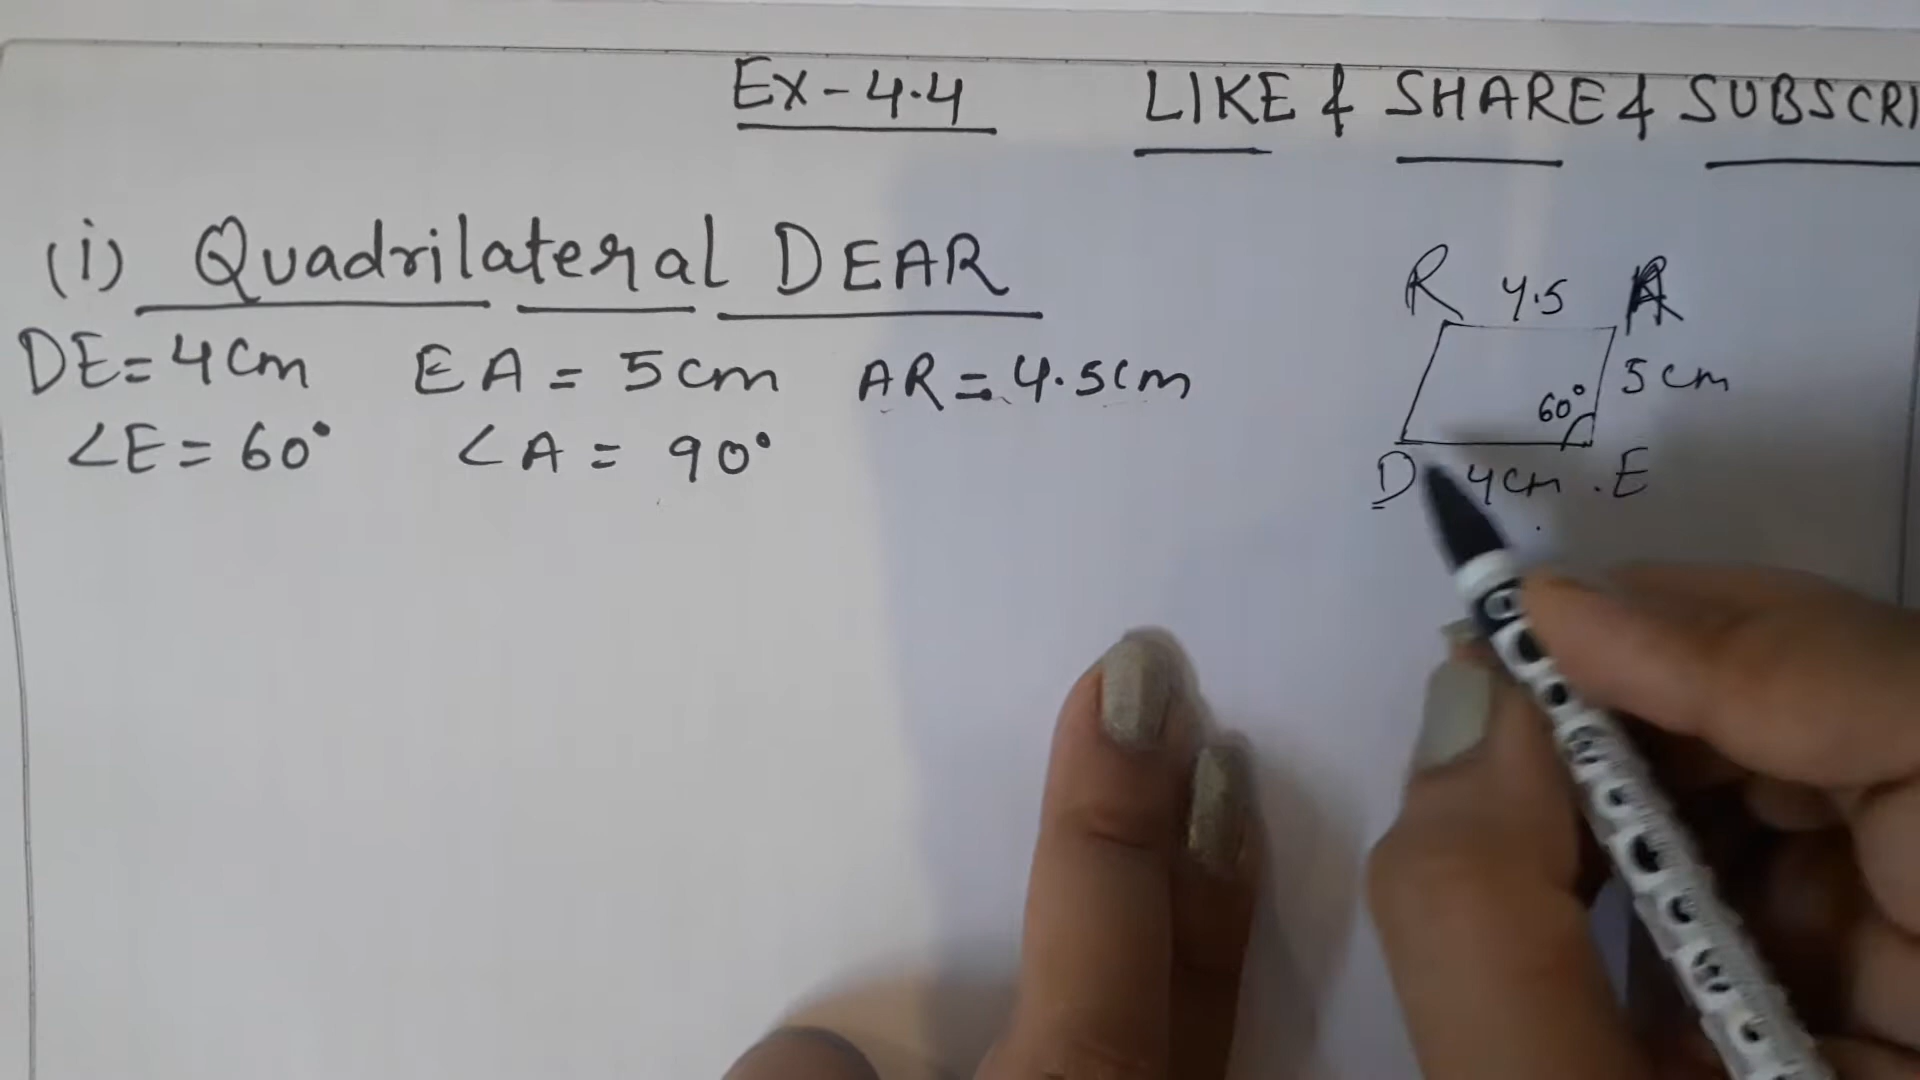 Ex-4.4 LIKE & SHARE & SUBSCRI
(i) Quadrilateral DEAR
DE=4cm EA=5cm AR=4.5cm
∠E=60° ∠A=90°
R 4.5 A
5cm
60°
D 4cm .E